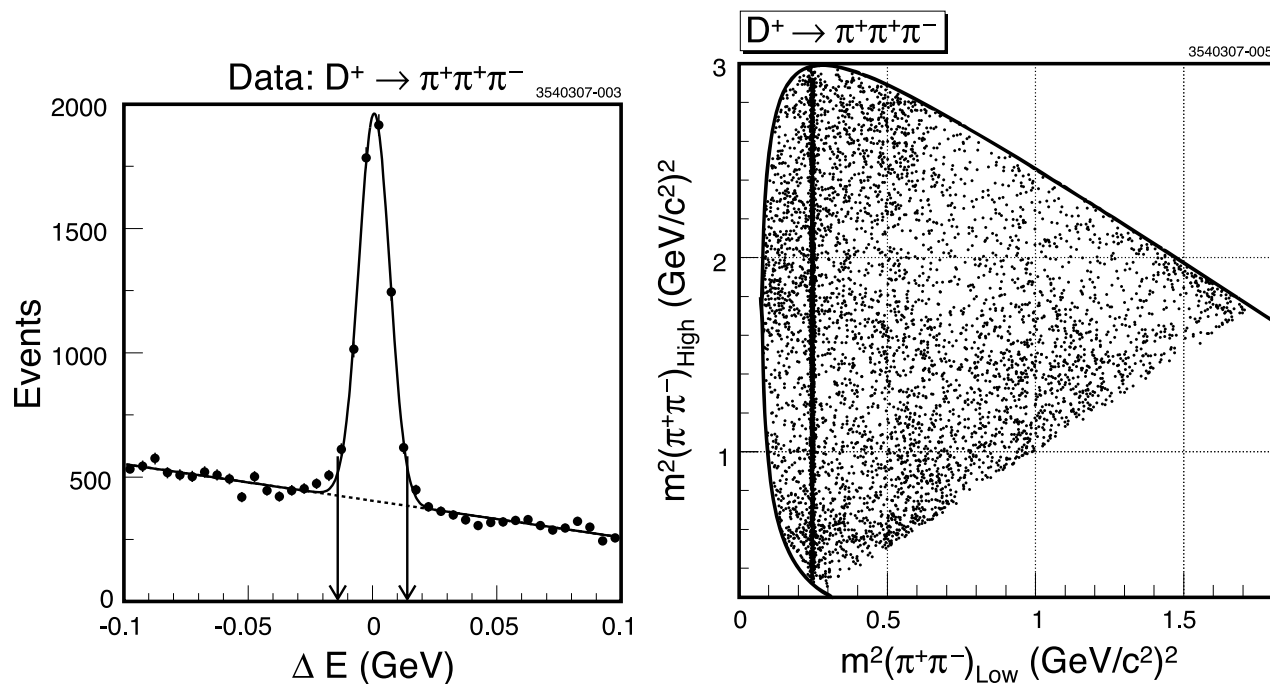 Data: D⁺ → π⁺π⁺π⁻
3540307-003
2000
1500
1000
500
0
Events
-0.1 -0.05 0 0.05 0.1
Δ E (GeV)
D⁺ → π⁺π⁺π⁻
3540307-005
3
2
1
m²(π⁺π⁻)High (GeV/c²)²
0 0.5 1 1.5
m²(π⁺π⁻)Low (GeV/c²)²